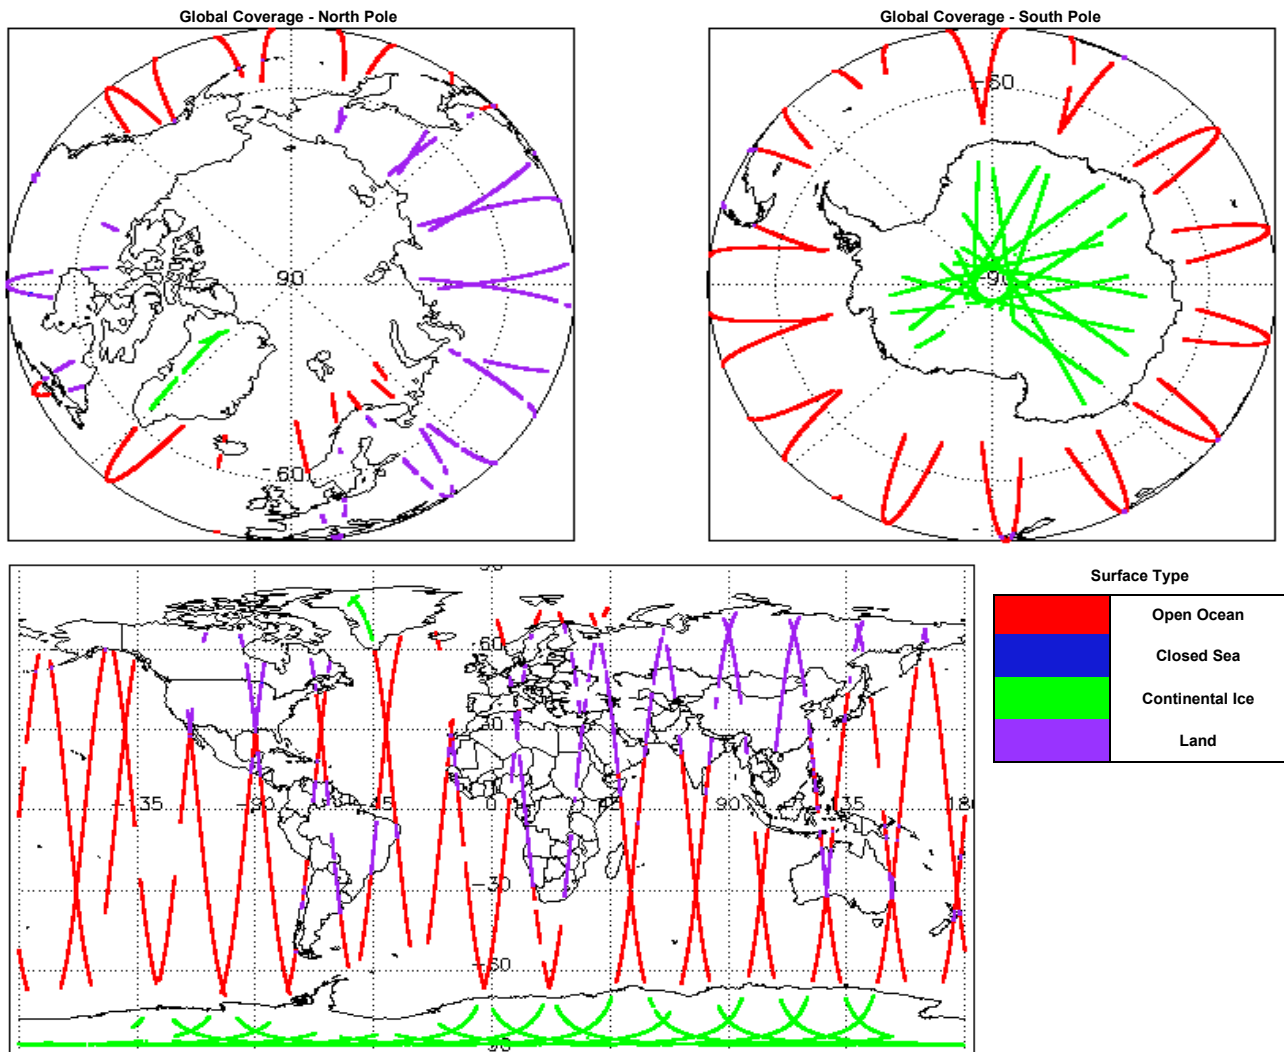 Global Coverage - North Pole
Global Coverage - South Pole
90
60
-60
-90
60
30
-135
-90
-45
0
45
90
135
180
-30
-60
Surface Type
Open Ocean
Closed Sea
Continental Ice
Land